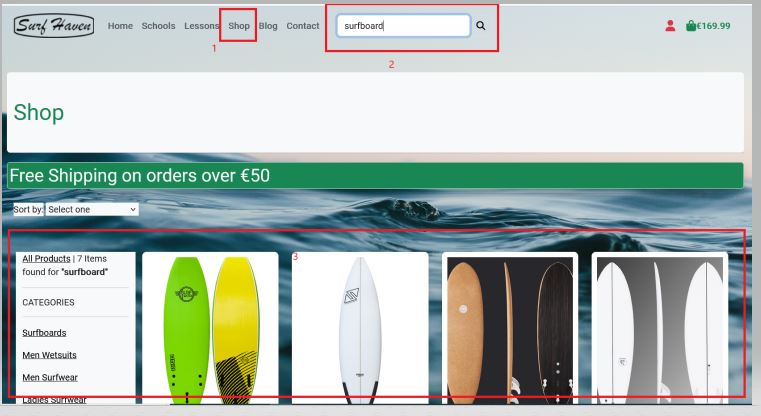 Surf Haven Home Schools Lessons Shop Blog Contact surfboard €169.99
1
2
Shop
Free Shipping on orders over €50
Sort by: Select one
3
All Products | 7 Items
found for "surfboard"
CATEGORIES
Surfboards
Men Wetsuits
Men Surfwear
Ladies Surfwear